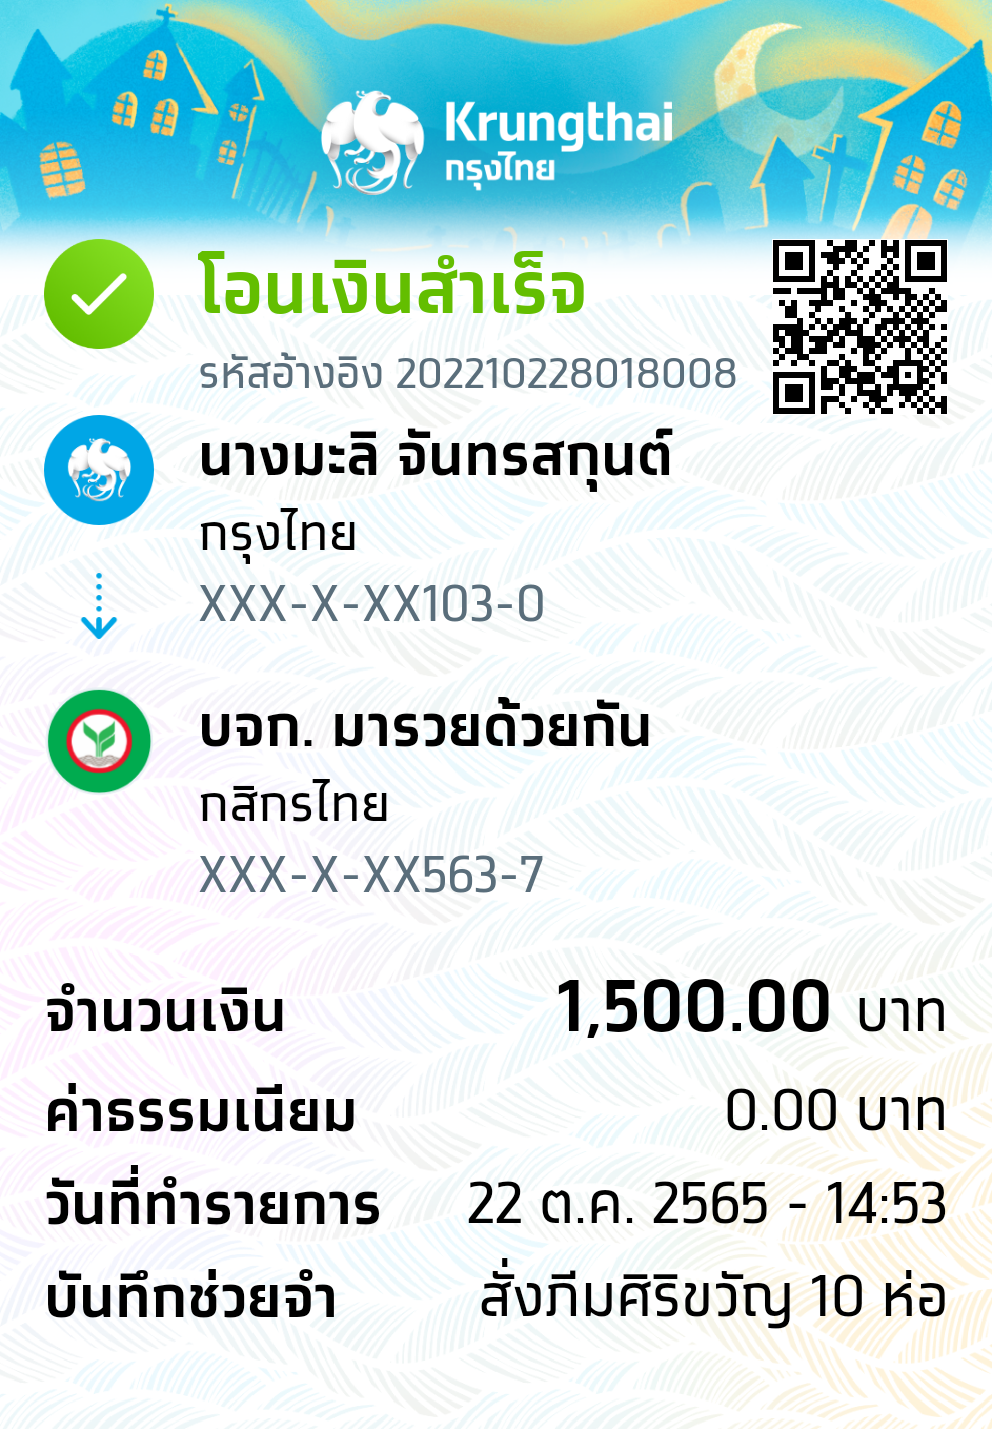 Krungthai
กรุงไทย
โอนเงินสำเร็จ
รหัสอ้างอิง 202210228018008
นางมะลิ จันทรสกุนต์
กรุงไทย
XXX-X-XX103-0
บจก. มารวยด้วยกัน
กสิกรไทย
XXX-X-XX563-7
จำนวนเงิน 1,500.00 บาท
ค่าธรรมเนียม 0.00 บาท
วันที่ทำรายการ 22 ต.ค. 2565 - 14:53
บันทึกช่วยจำ สั่งภีมศิริขวัญ 10 ห่อ